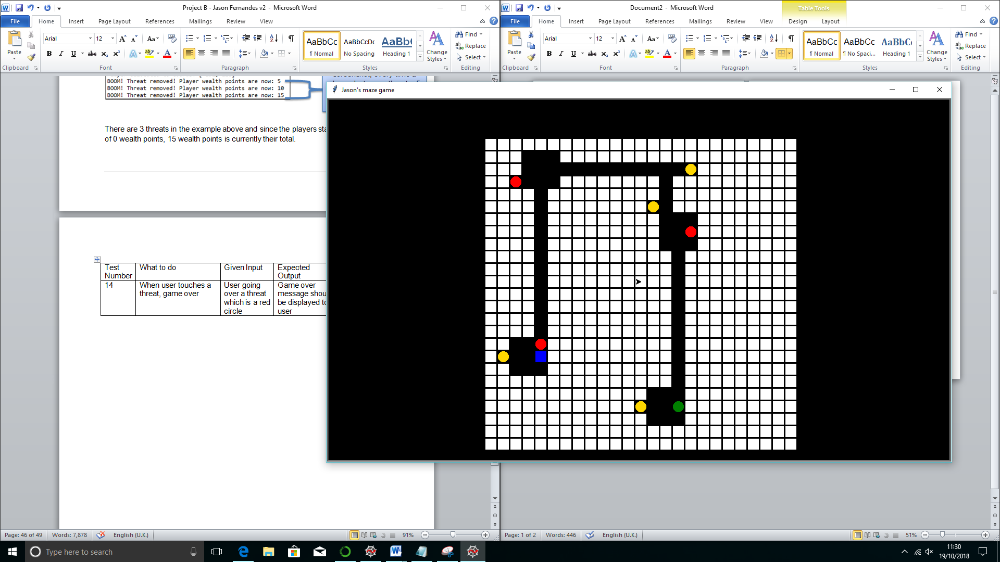 Project B - Jason Fernandes v2 - Microsoft Word
File Home Insert Page Layout References Mailings Review View
Paste
Arial 12
AaBbCc AaBbCcDc AaBbC
¶ Normal No Spacing Heading 1
Change Styles
Find
Replace
Select
Clipboard Font Paragraph Styles Editing
Document2 - Microsoft Word
Table Tools
File Home Insert Page Layout References Mailings Review View Design Layout
Paste
Arial 12
AaBbCc AaBbCc AaBbC
¶ Normal ¶ No Spaci... Heading 1
Change Styles
Find
Replace
Select
Clipboard Font Paragraph Styles Editing
BOOM! Threat removed! Player wealth points are now: 5
BOOM! Threat removed! Player wealth points are now: 10
BOOM! Threat removed! Player wealth points are now: 15
There are 3 threats in the example above and since the players sta
of 0 wealth points, 15 wealth points is currently their total.
Test Number
What to do
Given Input
Expected Output
14
When user touches a
threat, game over
User going
over a threat
which is a red
circle
Game over
message shou
be displayed to
user
Jason's maze game
Page: 46 of 49 Words: 7,878 English (U.K.) 91%
Page: 1 of 2 Words: 446 English (U.K.) 51%
Type here to search
11:30
19/10/2018